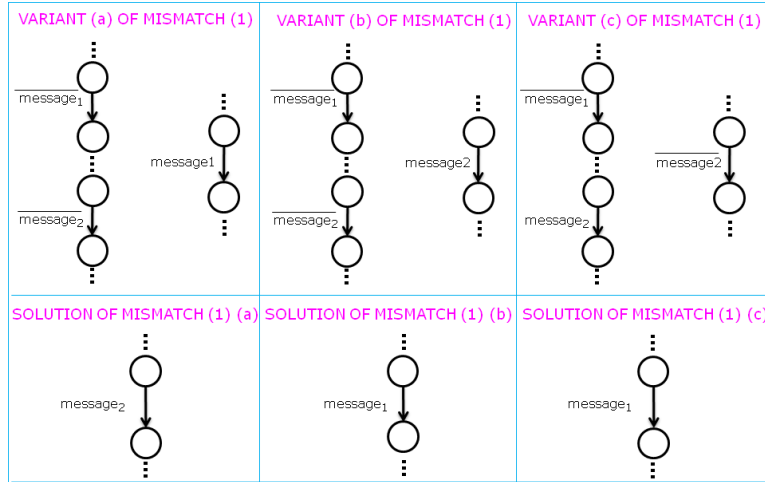 VARIANT (a) OF MISMATCH (1)
message₁
message₂
message1
VARIANT (b) OF MISMATCH (1)
message₁
message₂
message2
VARIANT (c) OF MISMATCH (1)
message₁
message₂
message2
SOLUTION OF MISMATCH (1) (a)
message₂
SOLUTION OF MISMATCH (1) (b)
message₁
SOLUTION OF MISMATCH (1) (c)
message₁